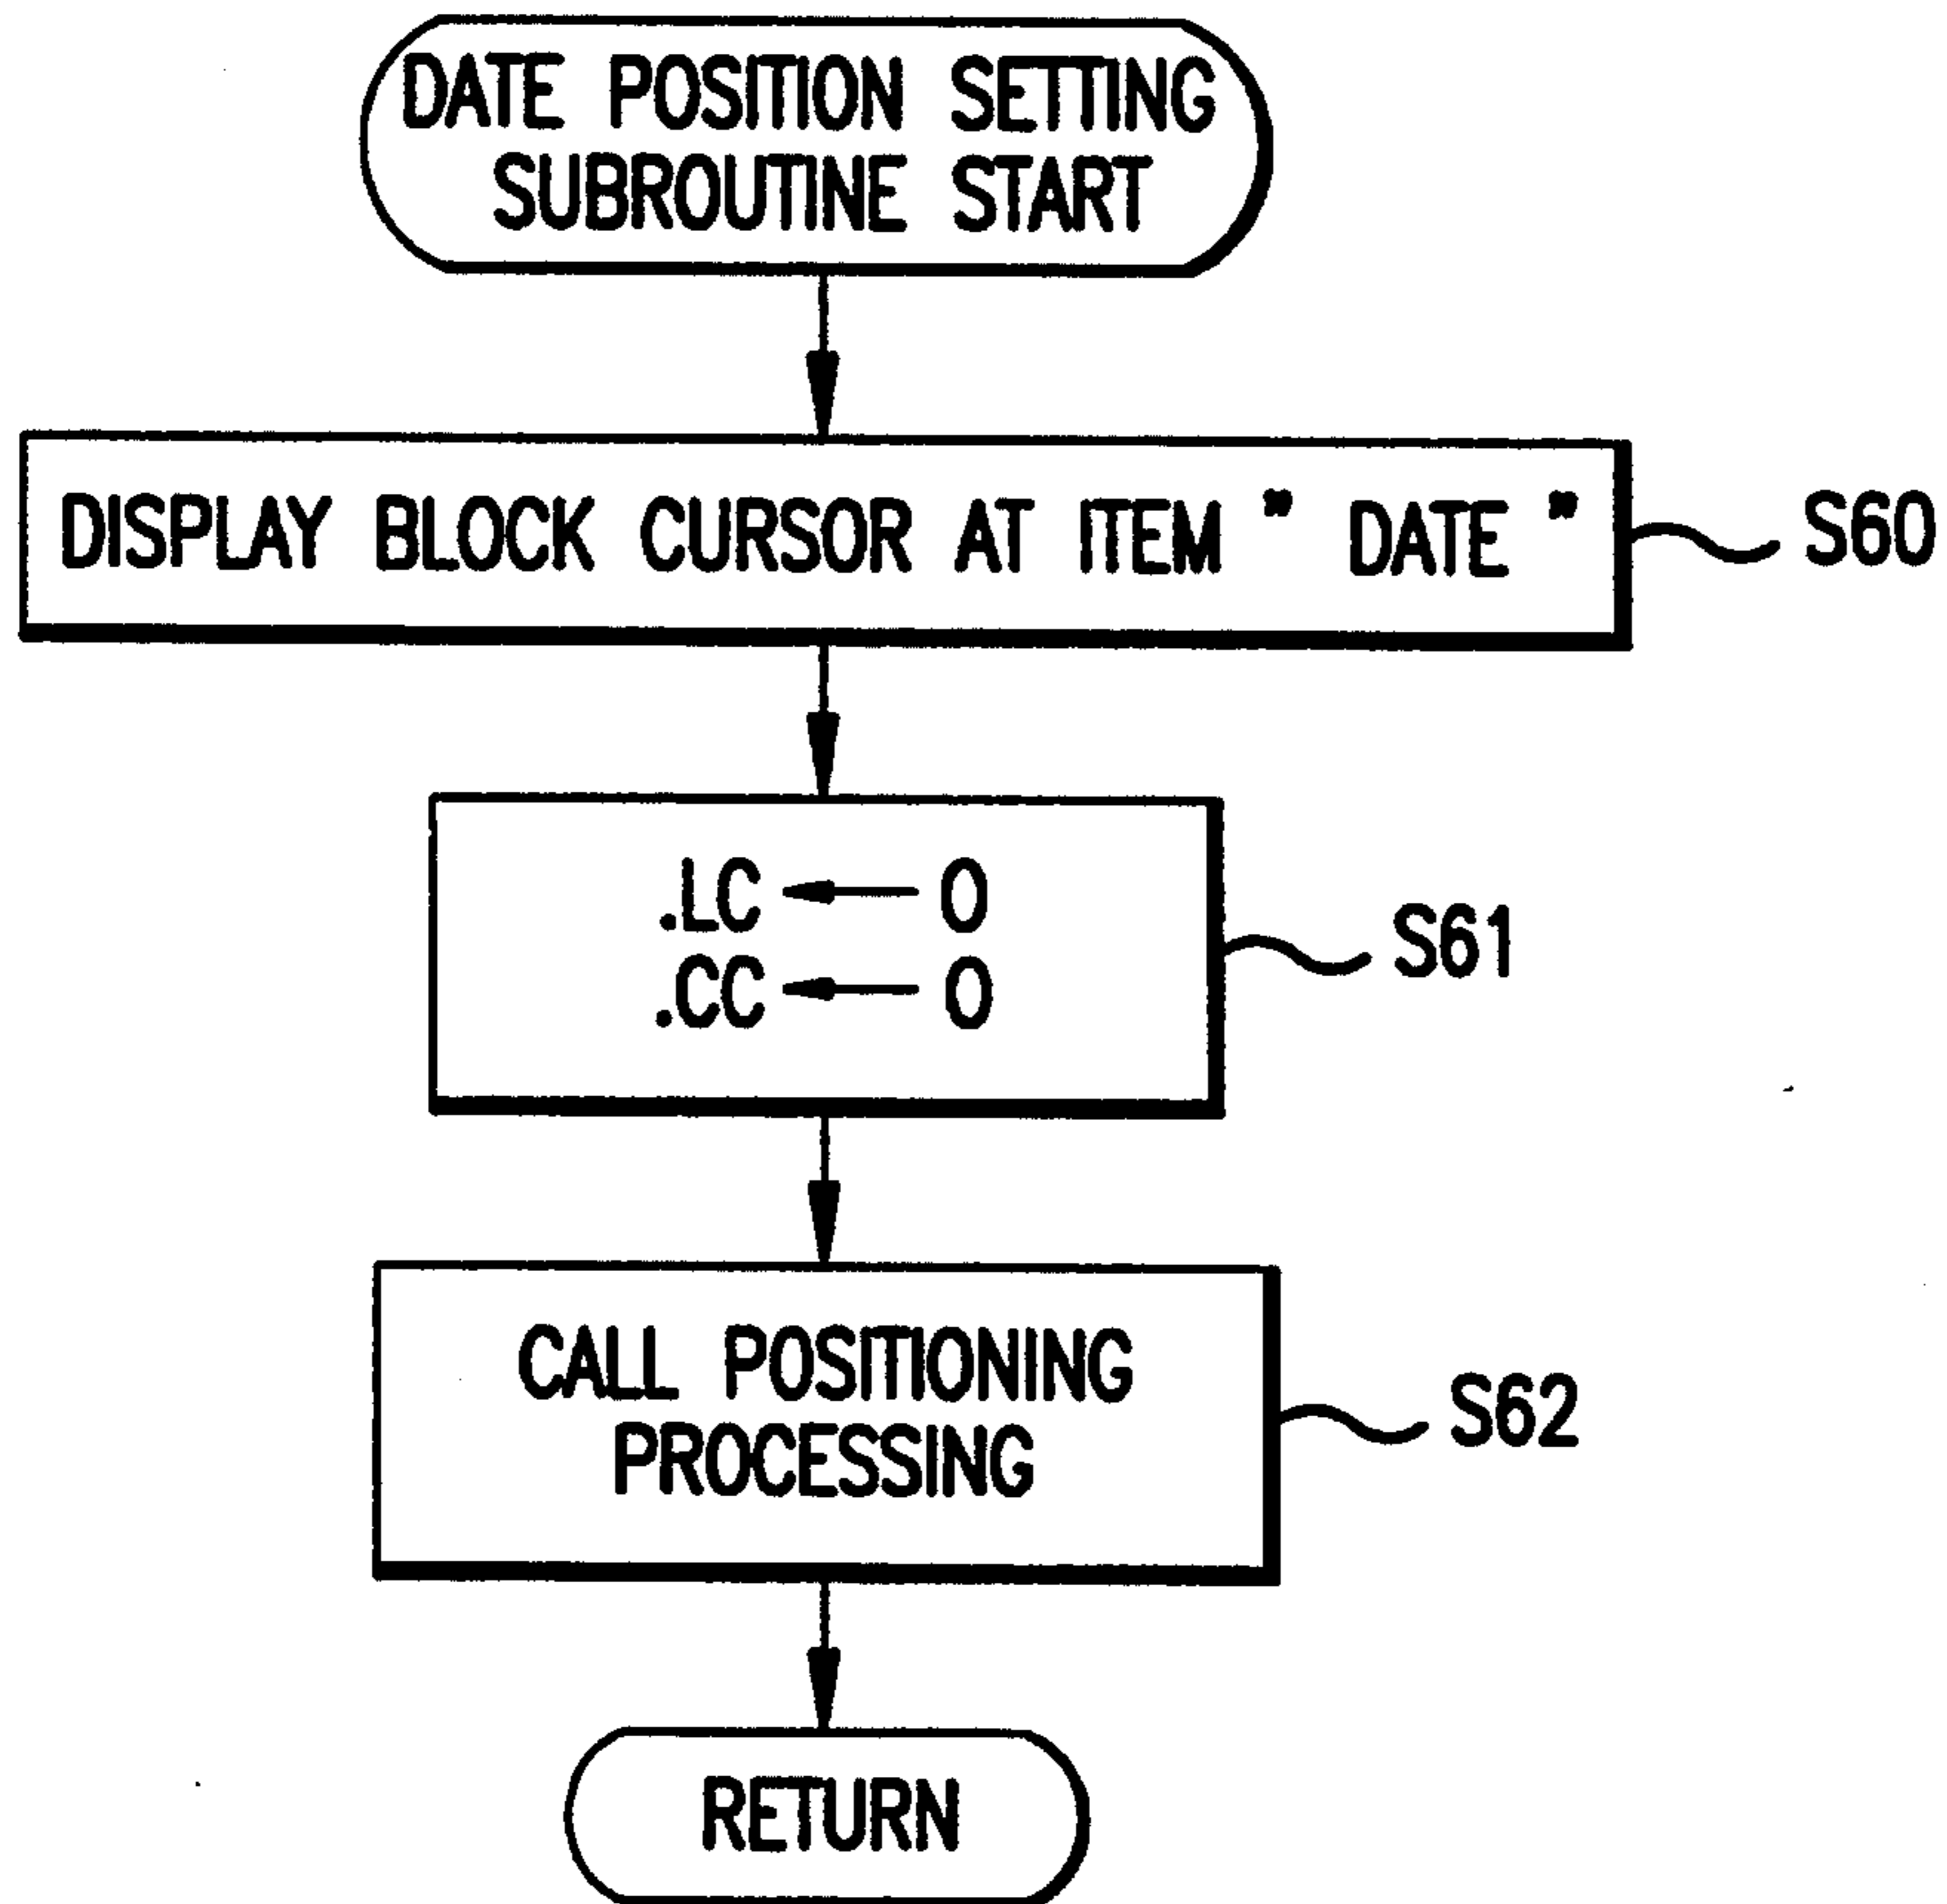 DATE POSITION SETTING
SUBROUTINE START
DISPLAY BLOCK CURSOR AT ITEM " DATE "
S60
.LC ← 0
.CC ← 0
S61
CALL POSITIONING
PROCESSING
S62
RETURN